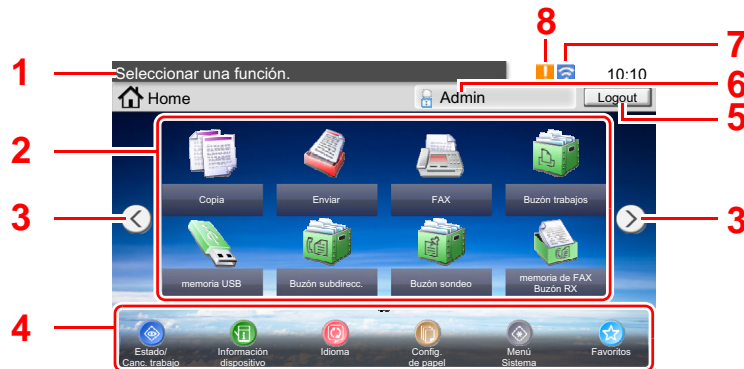 8
7
1
Seleccionar una función.
10:10
6
Home
Admin
Logout
5
2
Copia
Enviar
FAX
Buzón trabajos
3
3
memoria USB
Buzón subdirecc.
Buzón sondeo
memoria de FAX
Buzón RX
4
Estado/
Canc. trabajo
Información
dispositivo
Idioma
Config.
de papel
Menú
Sistema
Favoritos